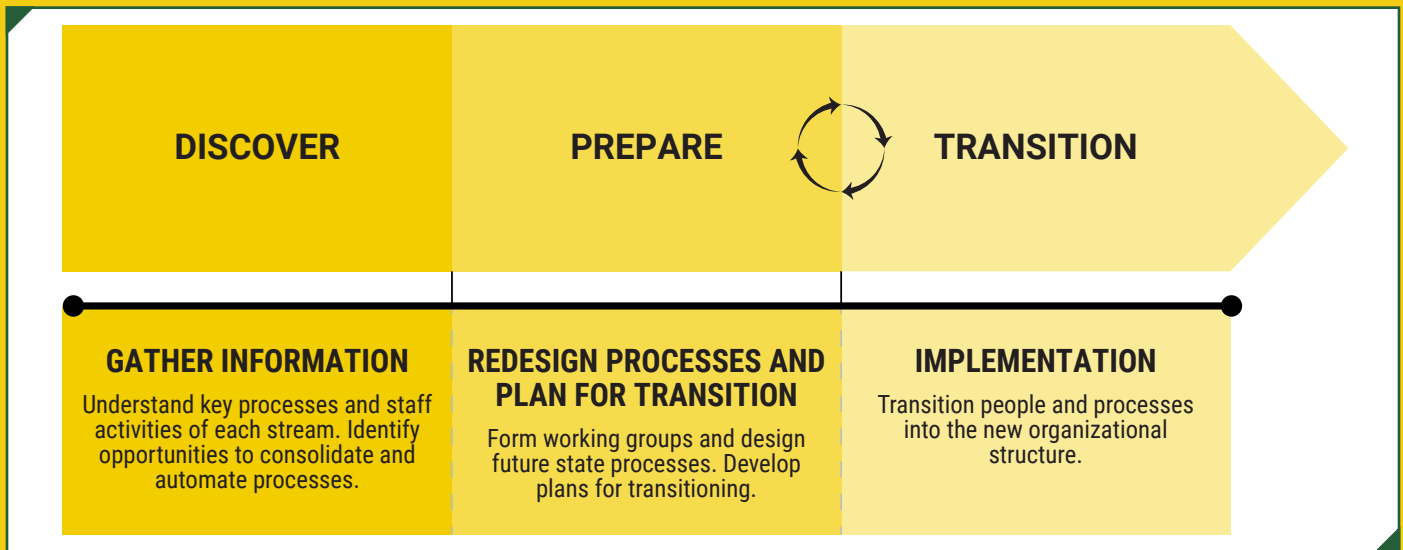 DISCOVER
PREPARE
TRANSITION
GATHER INFORMATION
Understand key processes and staff
activities of each stream. Identify
opportunities to consolidate and
automate processes.
REDESIGN PROCESSES AND
PLAN FOR TRANSITION
Form working groups and design
future state processes. Develop
plans for transitioning.
IMPLEMENTATION
Transition people and processes
into the new organizational
structure.